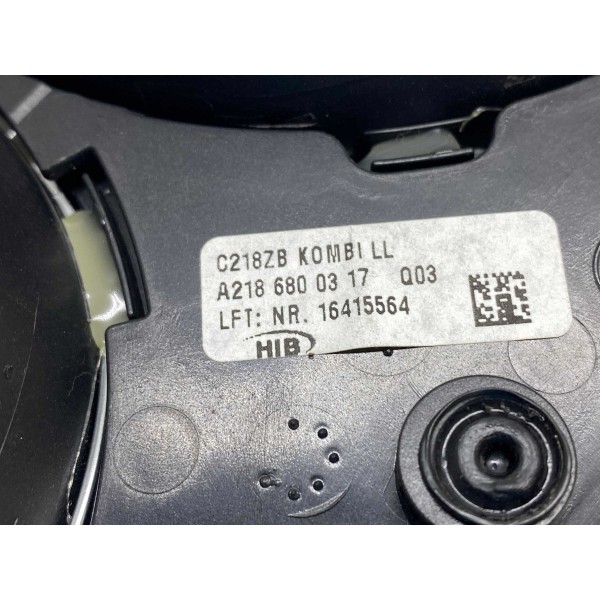 C218ZB KOMBI LL
A218 680 03 17 Q03
LFT: NR. 16415564
HIB